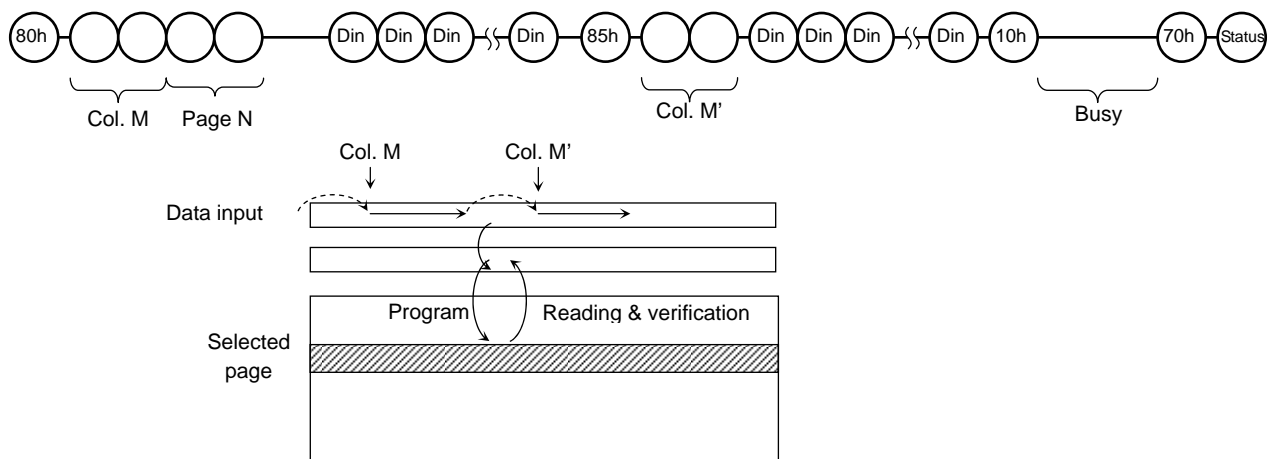 80h Din Din Din Din 85h Din Din Din Din 10h 70h Status
Col. M Page N Col. M’ Busy
Col. M Col. M’
Data input
Program Reading & verification
Selected
page